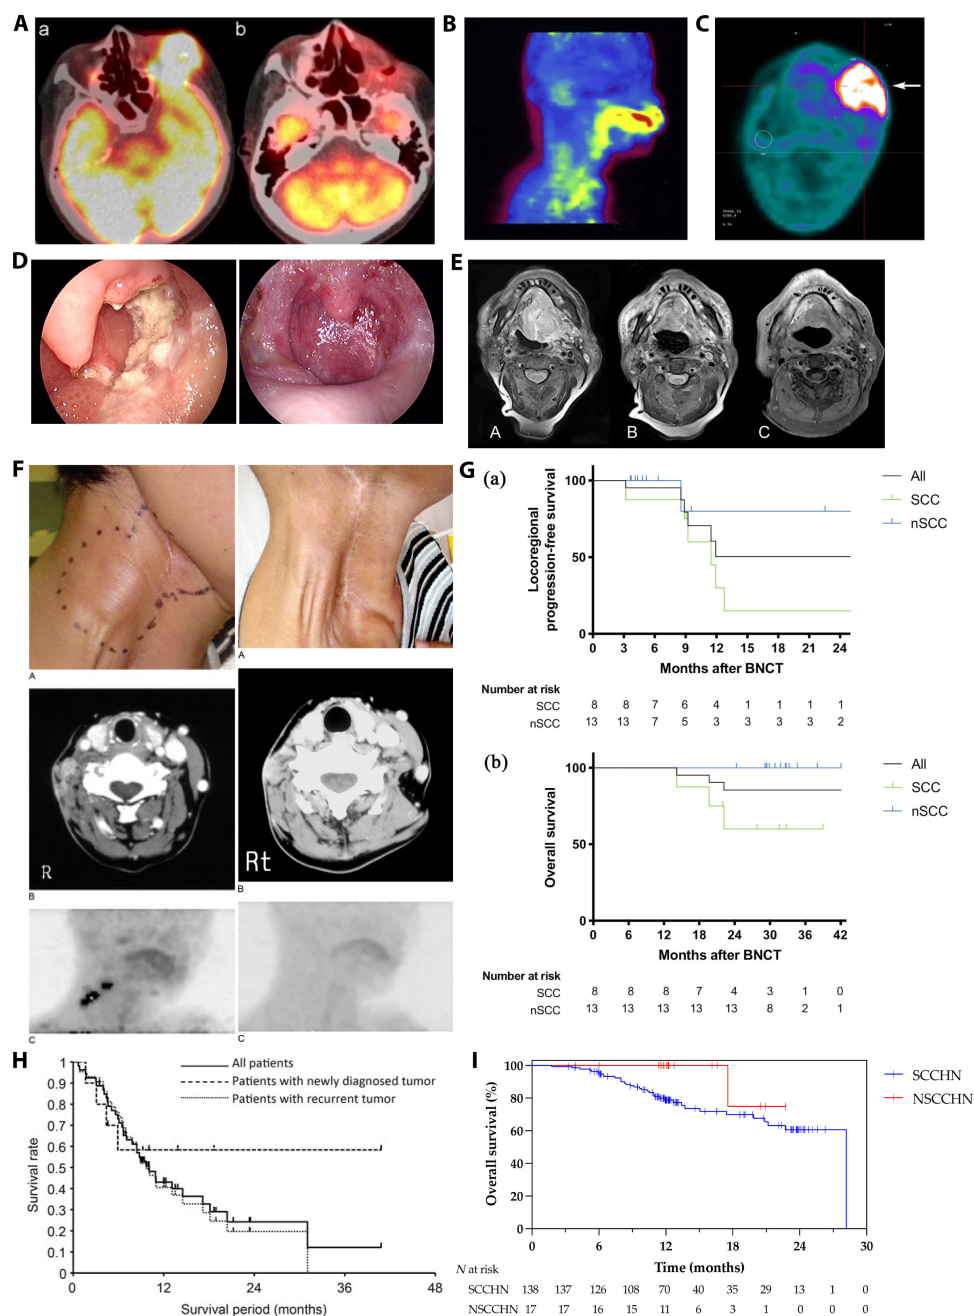 A
a
b
B
C
D
E
A
B
C
F
A
A
R
B
Rt
B
C
C
G
(a)
Locoregional
progression-free survival
100
50
0
0 3 6 9 12 15 18 21 24
Months after BNCT
All
SCC
nSCC
Number at risk
SCC 8 8 7 6 4 1 1 1 1
nSCC 13 13 7 5 3 3 3 3 2
(b)
Overall survival
100
50
0
0 6 12 18 24 30 36 42
Months after BNCT
All
SCC
nSCC
Number at risk
SCC 8 8 8 7 4 3 1 0
nSCC 13 13 13 13 13 8 2 1
H
Survival rate
1
0.9
0.8
0.7
0.6
0.5
0.4
0.3
0.2
0.1
0
0 12 24 36 48
Survival period (months)
All patients
Patients with newly diagnosed tumor
Patients with recurrent tumor
I
Overall survival (%)
100
80
60
40
20
0
0 6 12 18 24 30
Time (months)
SCCHN
NSCCHN
N at risk
SCCHN 138 137 126 108 70 40 35 29 13 1 0
NSCCHN 17 17 16 15 11 6 3 1 0 0 0